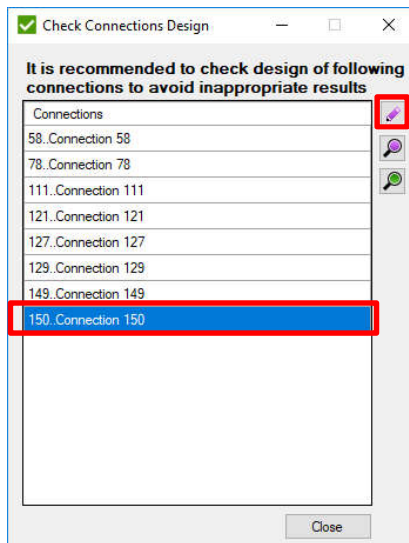 Check Connections Design
It is recommended to check design of following
connections to avoid inappropriate results
Connections
58..Connection 58
78..Connection 78
111..Connection 111
121..Connection 121
127..Connection 127
129..Connection 129
149..Connection 149
150..Connection 150
Close